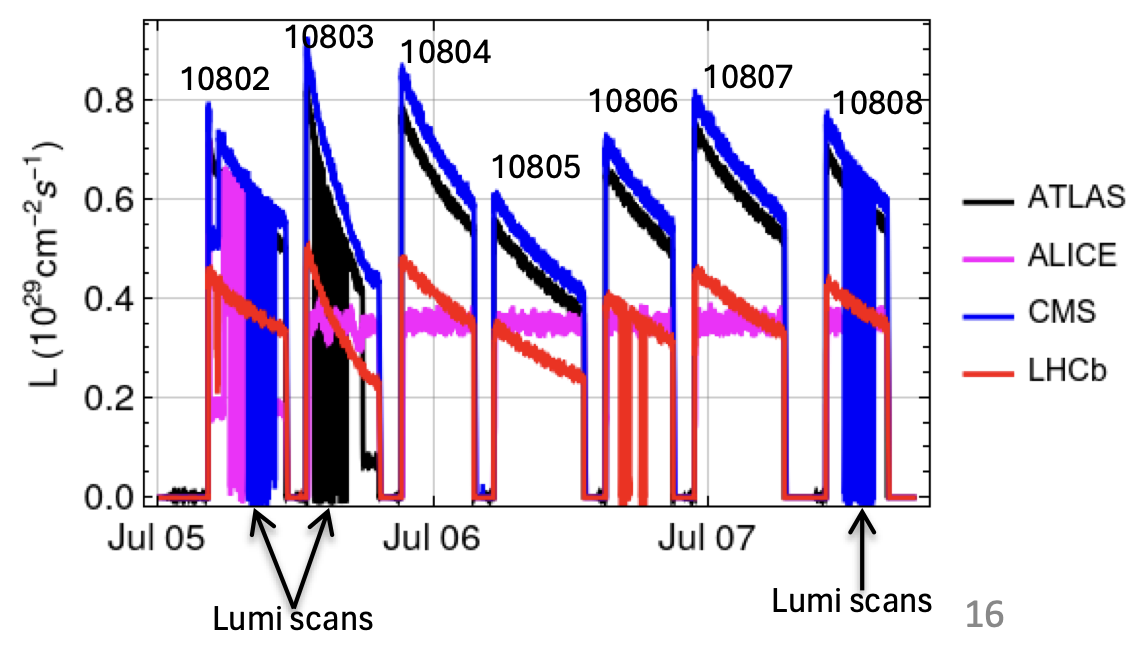 10803
10804
10802
10807
10806
10808
10805
0.8
0.6
0.4
0.2
0.0
L (10²⁹cm⁻²s⁻¹)
ATLAS
ALICE
CMS
LHCb
Jul 05
Jul 06
Jul 07
Lumi scans
Lumi scans
16